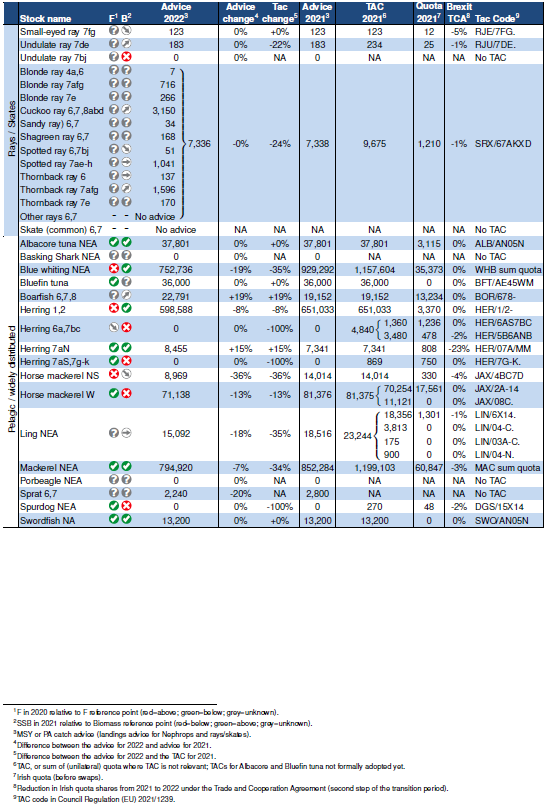 Advice Advice Tac Advice TAC Quota Brexit
Stock name F¹ B² 2022³ change⁴ change⁵ 2021³ 2021⁶ 2021⁷ TCA⁸ Tac Code⁹
Rays / Skates
Small-eyed ray 7fg 123 0% +0% 123 123 12 -5% RJE/7FG.
Undulate ray 7de 183 0% -22% 183 234 25 -1% RJU/7DE.
Undulate ray 7bj 0 0% NA 0 NA NA NA No TAC
Blonde ray 4a,6 7
Blonde ray 7afg 716
Blonde ray 7e 266
Cuckoo ray 6,7,8abd 3,150
Sandy ray) 6,7 34
Shagreen ray 6,7 168
Spotted ray 6,7bj 51 7,336 -0% -24% 7,338 9,675 1,210 -1% SRX/67AKXD
Spotted ray 7ae-h 1,041
Thornback ray 6 137
Thornback ray 7afg 1,596
Thornback ray 7e 170
Other rays 6,7 - - No advice
Skate (common) 6,7 - - No advice NA NA NA NA NA NA No TAC
Pelagic / widely distributed
Albacore tuna NEA 37,801 0% +0% 37,801 37,801 3,115 0% ALB/AN05N
Basking Shark NEA 0 0% NA 0 NA NA NA No TAC
Blue whiting NEA 752,736 -19% -35% 929,292 1,157,604 35,373 0% WHB sum quota
Bluefin tuna 36,000 0% +0% 36,000 36,000 0 0% BFT/AE45WM
Boarfish 6,7,8 22,791 +19% +19% 19,152 19,152 13,234 0% BOR/678-
Herring 1,2 598,588 -8% -8% 651,033 651,033 3,370 0% HER/1/2-
Herring 6a,7bc 0 0% -100% 0 4,840 1,360 1,236 0% HER/6AS7BC
3,480 478 -2% HER/5B6ANB
Herring 7aN 8,455 +15% +15% 7,341 7,341 808 -23% HER/07A/MM
Herring 7aS,7g-k 0 0% -100% 0 869 750 0% HER/7G-K.
Horse mackerel NS 8,969 -36% -36% 14,014 14,014 330 -4% JAX/4BC7D
Horse mackerel W 71,138 -13% -13% 81,376 81,375 70,254 17,561 0% JAX/2A-14
11,121 0 0% JAX/08C.
Ling NEA 15,092 -18% -35% 18,516 23,244 18,356 1,301 -1% LIN/6X14.
3,813 0 0% LIN/04-C.
175 0 0% LIN/03A-C.
900 0 0% LIN/04-N.
Mackerel NEA 794,920 -7% -34% 852,284 1,199,103 60,847 -3% MAC sum quota
Porbeagle NEA 0 0% NA 0 NA NA NA No TAC
Sprat 6,7 2,240 -20% NA 2,800 NA NA NA No TAC
Spurdog NEA 0 0% -100% 0 270 48 -2% DGS/15X14
Swordfish NA 13,200 0% +0% 13,200 13,200 0 0% SWO/AN05N
¹F in 2020 relative to F reference point (red=above; green=below; grey=unknown).
²SSB in 2021 relative to Biomass reference point (red=below; green=above; grey=unknown).
³MSY or PA catch advice (landings advice for Nephrops and rays/skates).
⁴Difference between the advice for 2022 and advice for 2021.
⁵Difference between the advice for 2022 and the TAC for 2021.
⁶TAC, or sum of (unilateral) quota where TAC is not relevant; TACs for Albacore and Bluefin tuna not formally adopted yet.
⁷Irish quota (before swaps).
⁸Reduction in Irish quota shares from 2021 to 2022 under the Trade and Cooperation Agreement (second step of the transition period).
⁹TAC code in Council Regulation (EU) 2021/1239.